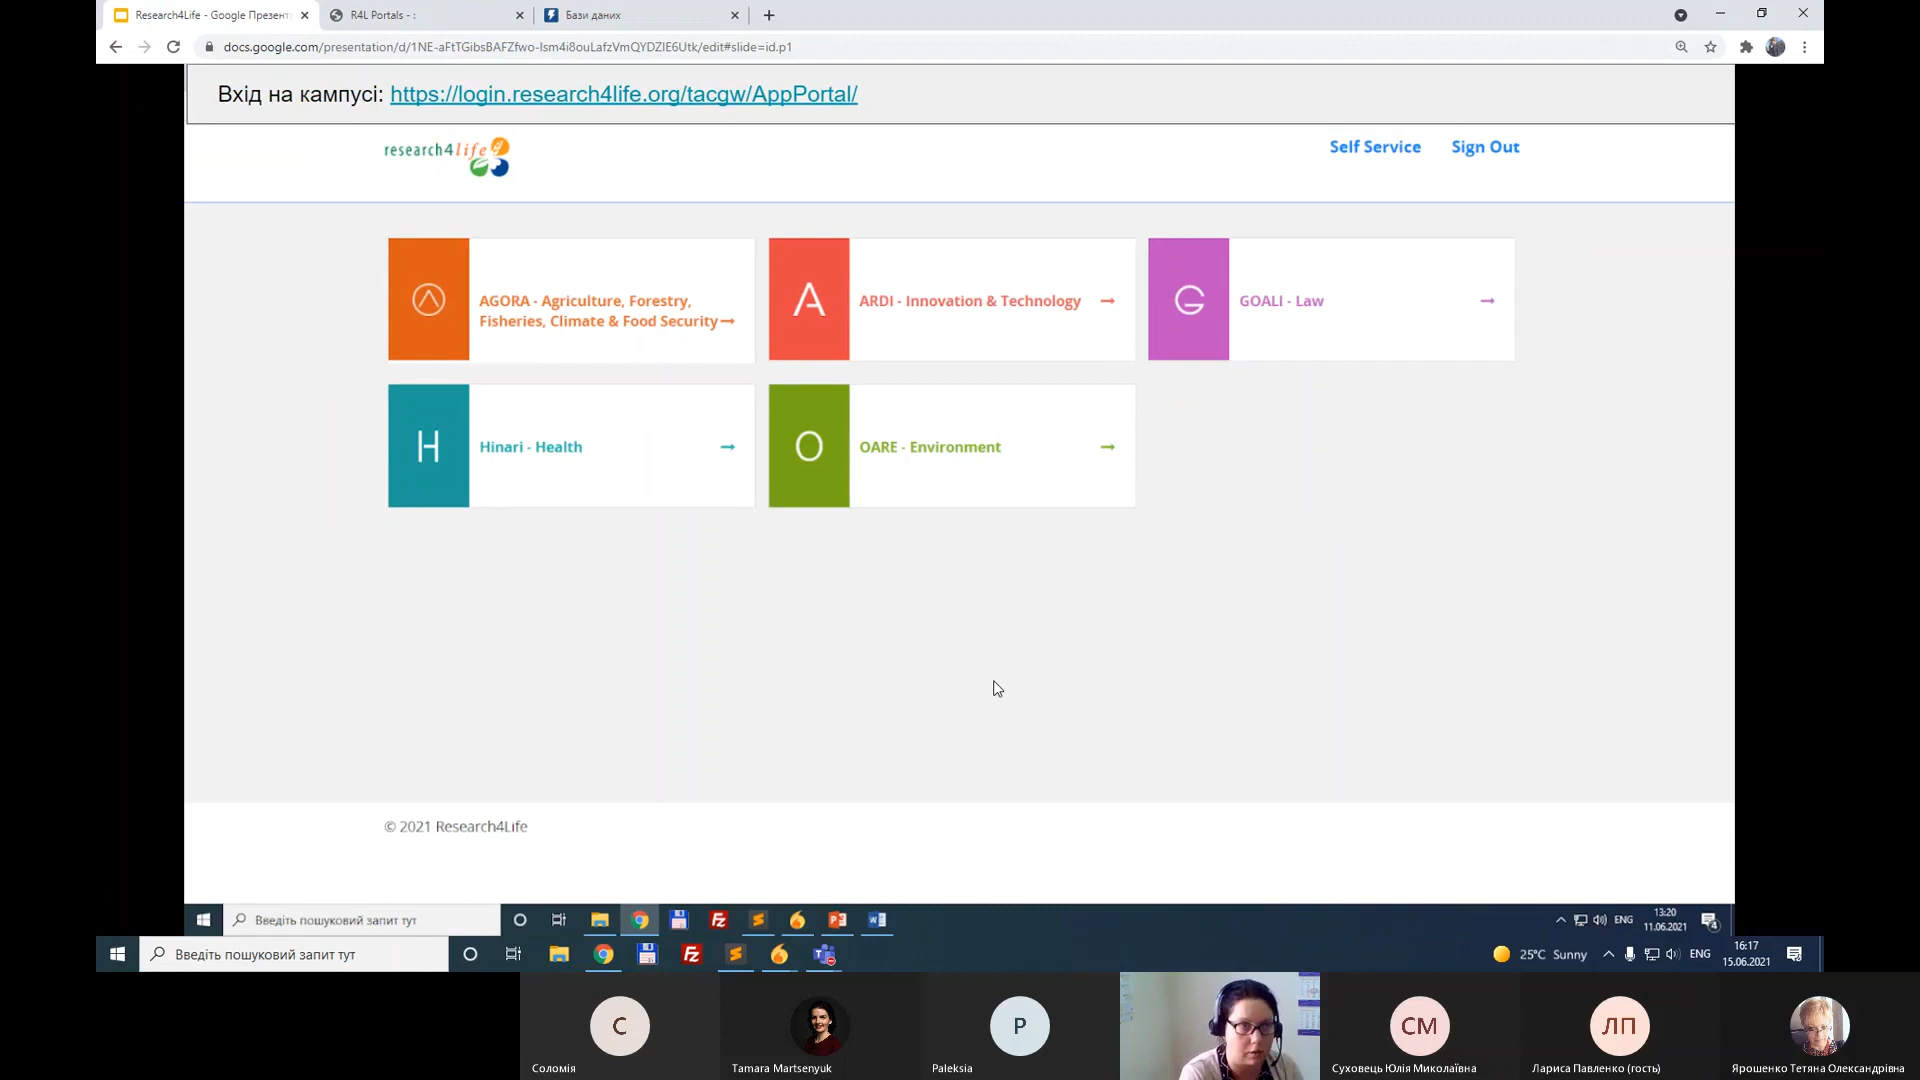 Research4Life - Google Презент
R4L Portals - :
Бази даних
docs.google.com/presentation/d/1NE-aFtTGibsBAFZfwo-lsm4i8ouLafzVmQYDZIE6Utk/edit#slide=id.p1
Вхід на кампусі: https://login.research4life.org/tacgw/AppPortal/
research4life
Self Service
Sign Out
AGORA - Agriculture, Forestry,
Fisheries, Climate & Food Security
A
ARDI - Innovation & Technology
G
GOALI - Law
H
Hinari - Health
O
OARE - Environment
© 2021 Research4Life
Введіть пошуковий запит тут
ENG
13:20
11.06.2021
4
Введіть пошуковий запит тут
25°C Sunny
ENG
16:17
15.06.2021
С
Соломія
Tamara Martsenyuk
P
Paleksia
СМ
Суховець Юлія Миколаївна
ЛП
Лариса Павленко (гость)
Ярошенко Тетяна Олександрівна